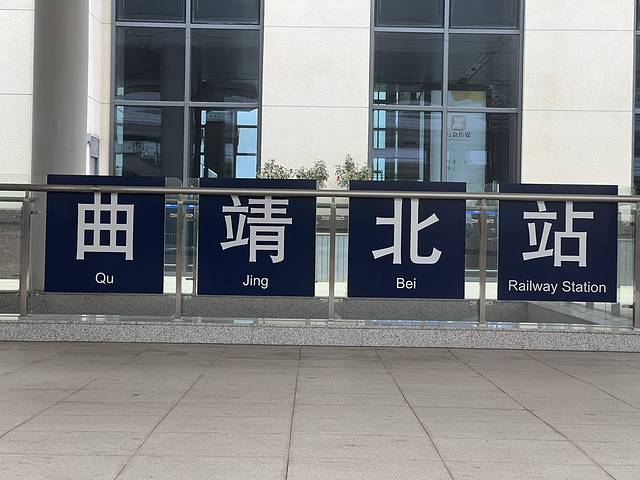 曲靖北站
Qu Jing Bei Railway Station